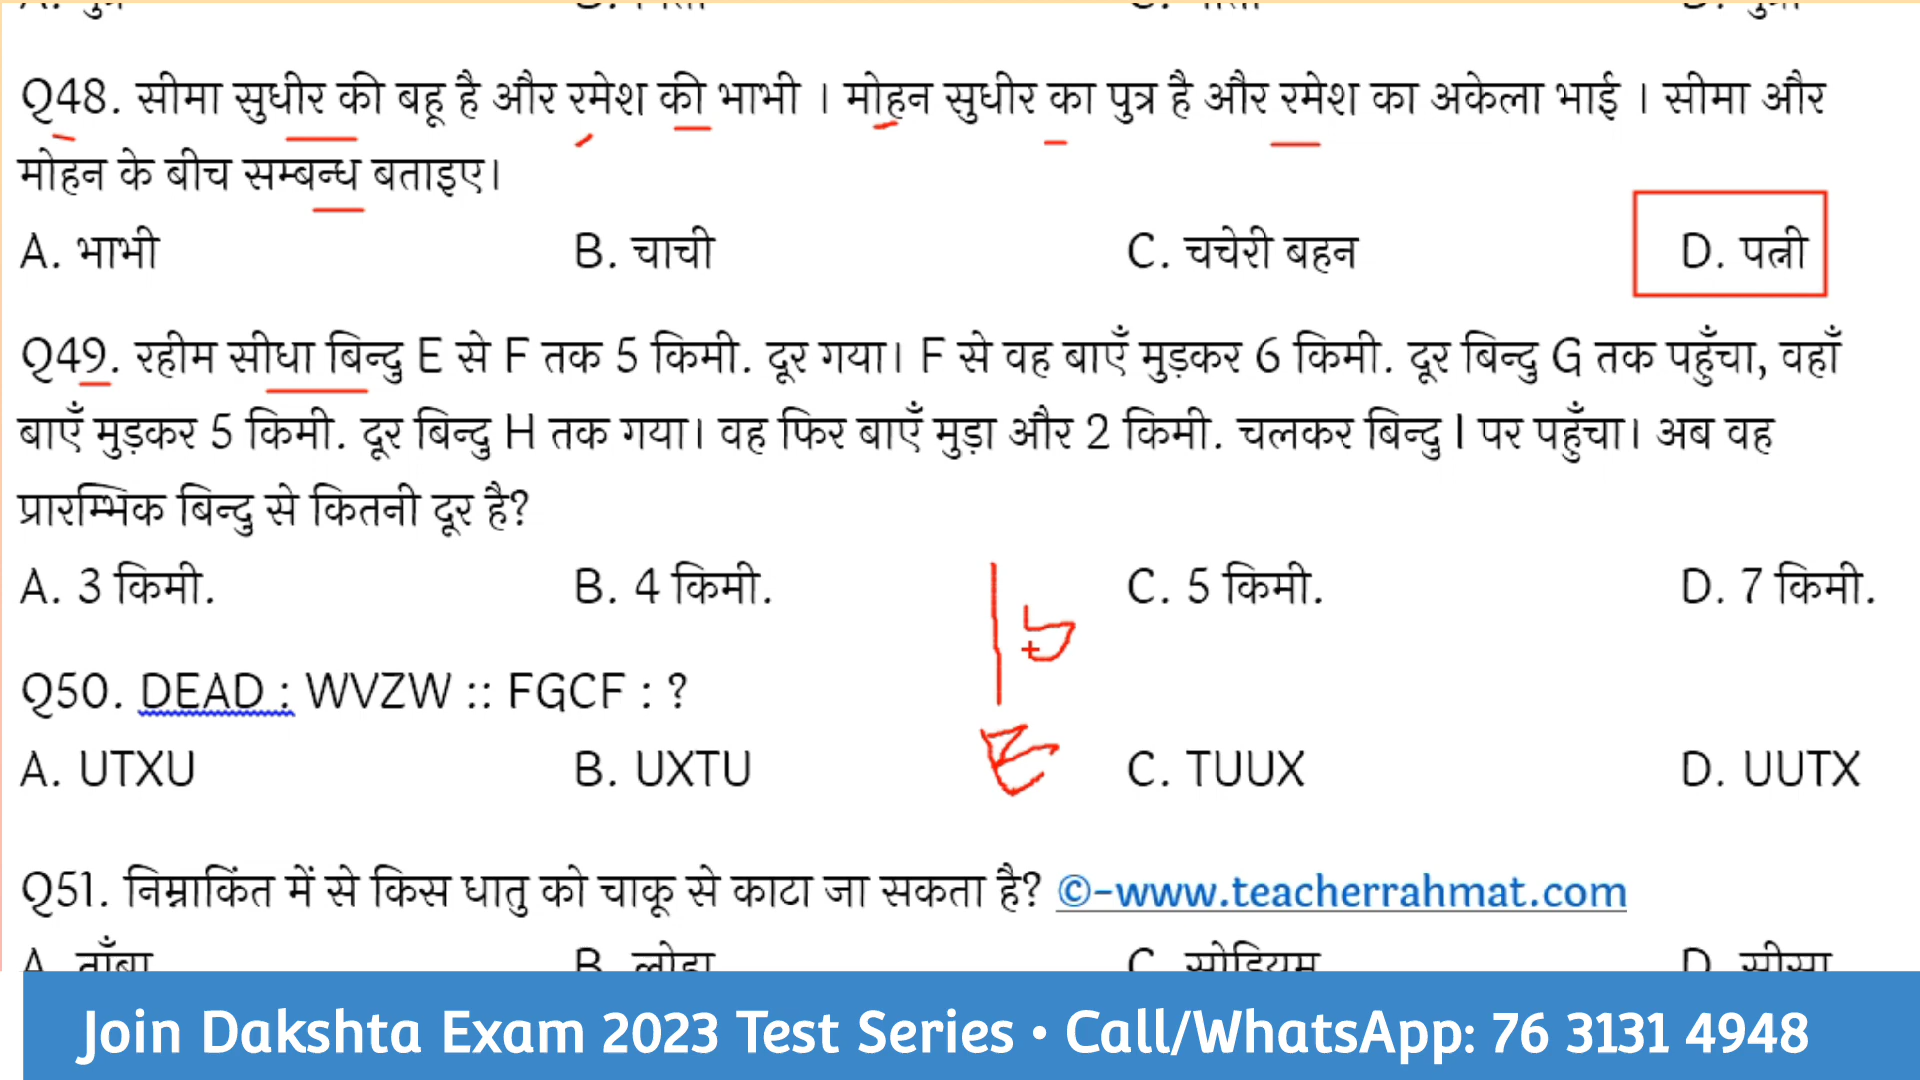 Q48. सीमा सुधीर की बहू है और रमेश की भाभी । मोहन सुधीर का पुत्र है और रमेश का अकेला भाई । सीमा और
मोहन के बीच सम्बन्ध बताइए।
A. भाभी B. चाची C. चचेरी बहन D. पत्नी
Q49. रहीम सीधा बिन्दु E से F तक 5 किमी. दूर गया। F से वह बाएँ मुड़कर 6 किमी. दूर बिन्दु G तक पहुँचा, वहाँ
बाएँ मुड़कर 5 किमी. दूर बिन्दु H तक गया। वह फिर बाएँ मुड़ा और 2 किमी. चलकर बिन्दु I पर पहुँचा। अब वह
प्रारम्भिक बिन्दु से कितनी दूर है?
A. 3 किमी. B. 4 किमी. C. 5 किमी. D. 7 किमी.
5
Q50. DEAD : WVZW :: FGCF : ?
E
A. UTXU B. UXTU C. TUUX D. UUTX
Q51. निम्नाकिंत में से किस धातु को चाकू से काटा जा सकता है? ©-www.teacherrahmat.com
A. ताँबा B. लोहा C. सोडियम D. सीसा
Join Dakshta Exam 2023 Test Series • Call/WhatsApp: 76 3131 4948